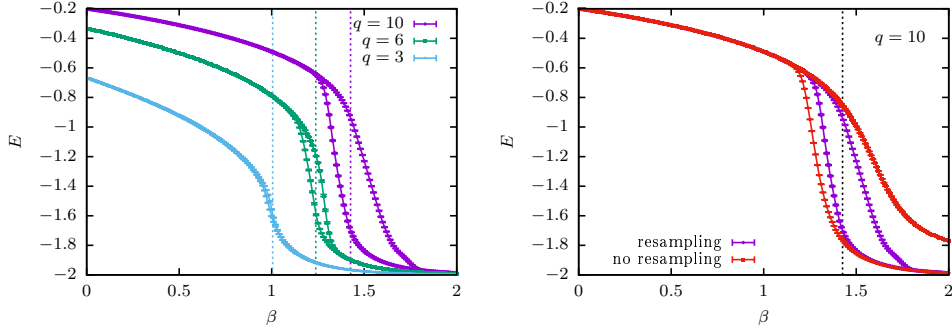 −0.2
−0.4
−0.6
−0.8
−1
−1.2
−1.4
−1.6
−1.8
−2
E
0 0.5 1 1.5 2
β
q = 10
q = 6
q = 3
−0.2
−0.4
−0.6
−0.8
−1
−1.2
−1.4
−1.6
−1.8
−2
E
0 0.5 1 1.5 2
β
q = 10
resampling
no resampling